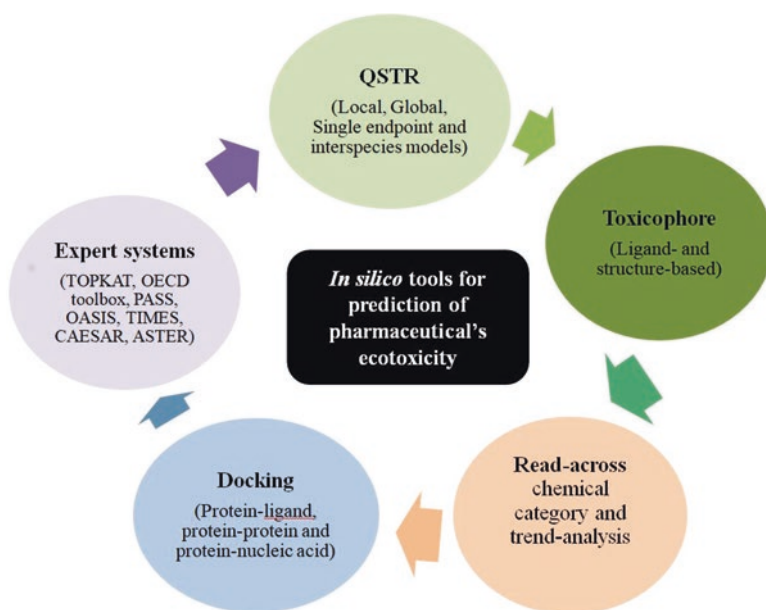 QSTR
(Local, Global,
Single endpoint and
interspecies models)
Toxicophore
(Ligand- and
structure-based)
Read-across
chemical
category and
trend-analysis
Docking
(Protein-ligand,
protein-protein and
protein-nucleic acid)
Expert systems
(TOPKAT, OECD
toolbox, PASS,
OASIS, TIMES,
CAESAR, ASTER)
In silico tools for
prediction of
pharmaceutical's
ecotoxicity